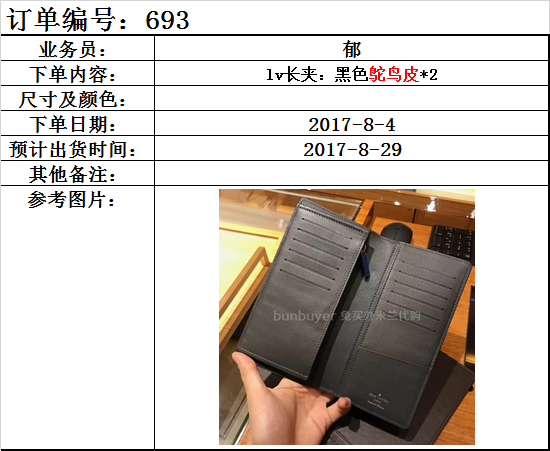 订单编号：693
业务员： 郁
下单内容： lv长夹：黑色鸵鸟皮*2
尺寸及颜色：
下单日期： 2017-8-4
预计出货时间： 2017-8-29
其他备注：
参考图片：
bunbuyer 兔买办米兰代购